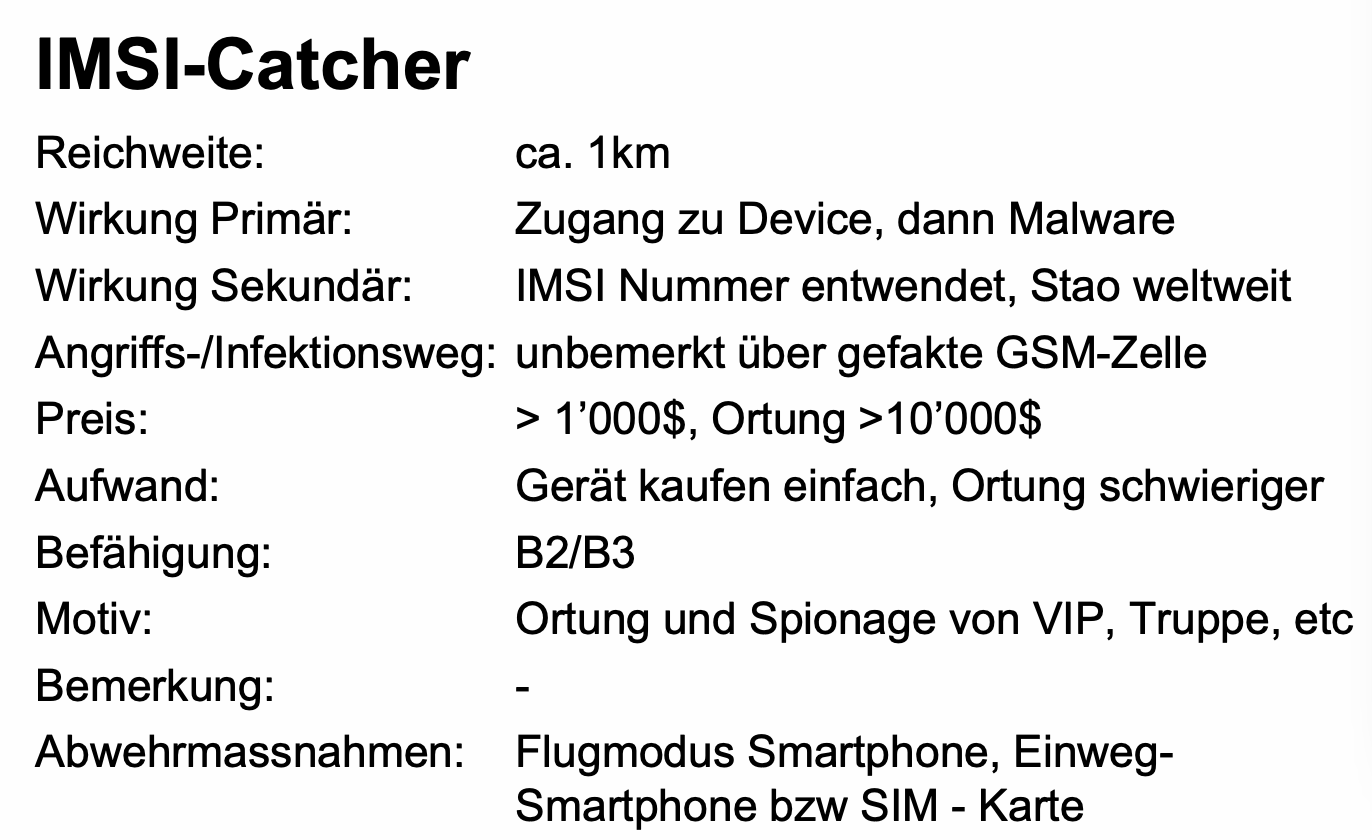 IMSI-Catcher
Reichweite: ca. 1km
Wirkung Primär: Zugang zu Device, dann Malware
Wirkung Sekundär: IMSI Nummer entwendet, Stao weltweit
Angriffs-/Infektionsweg: unbemerkt über gefakte GSM-Zelle
Preis: > 1’000$, Ortung >10’000$
Aufwand: Gerät kaufen einfach, Ortung schwieriger
Befähigung: B2/B3
Motiv: Ortung und Spionage von VIP, Truppe, etc
Bemerkung: -
Abwehrmassnahmen: Flugmodus Smartphone, Einweg-
Smartphone bzw SIM - Karte